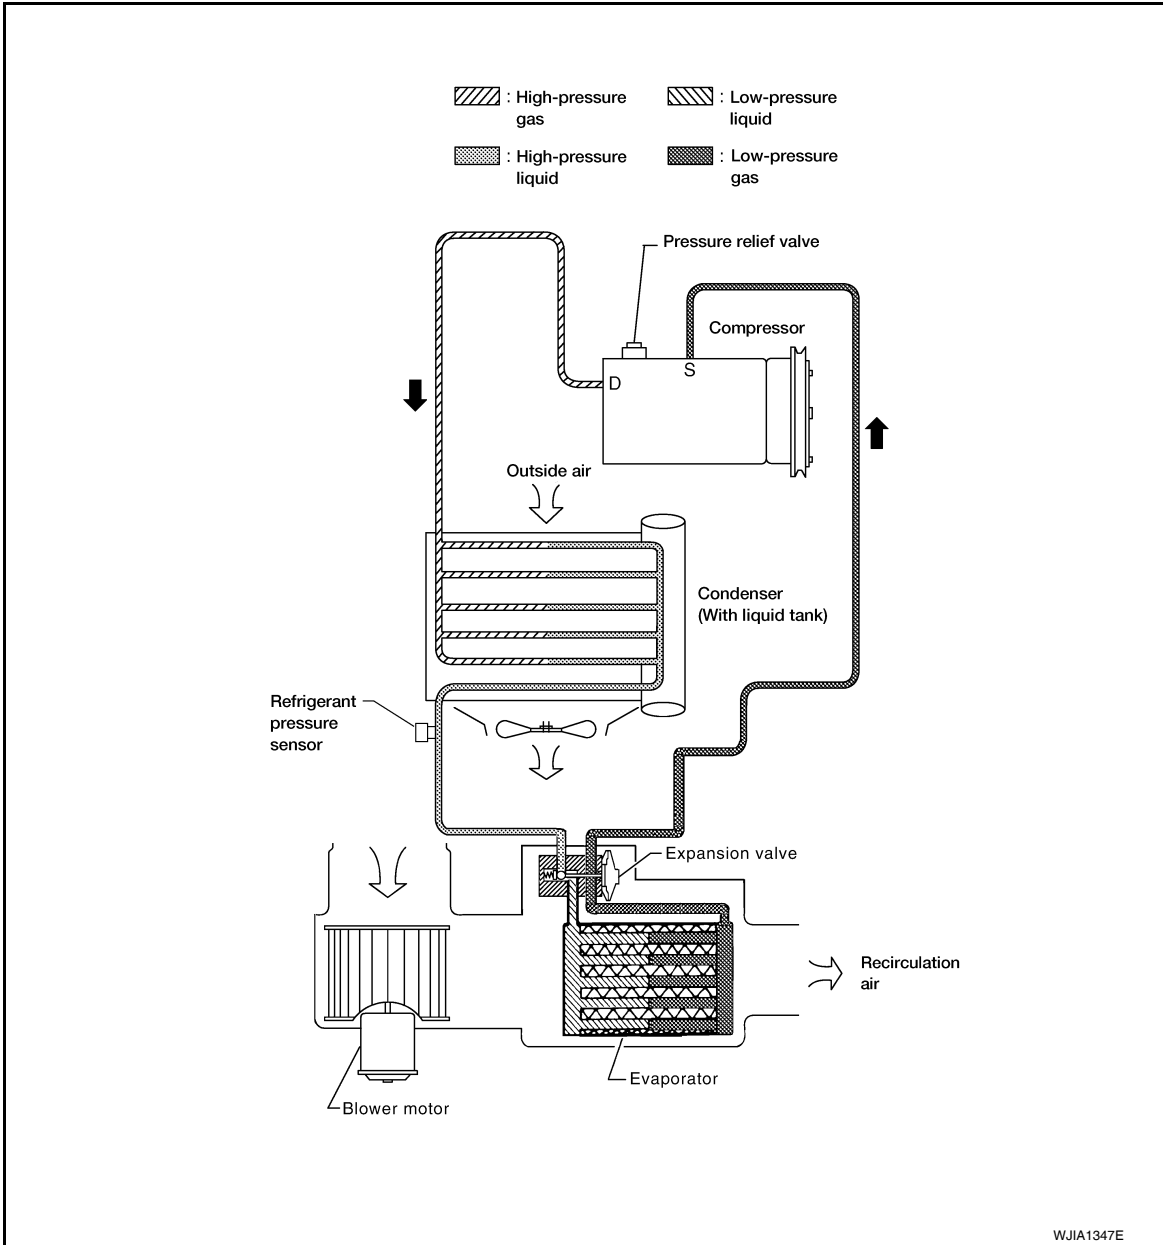 : High-pressure
gas
: Low-pressure
liquid
: High-pressure
liquid
: Low-pressure
gas
Pressure relief valve
Compressor
S
D
Outside air
Condenser
(With liquid tank)
Refrigerant
pressure
sensor
Expansion valve
Recirculation
air
Evaporator
Blower motor
WJIA1347E